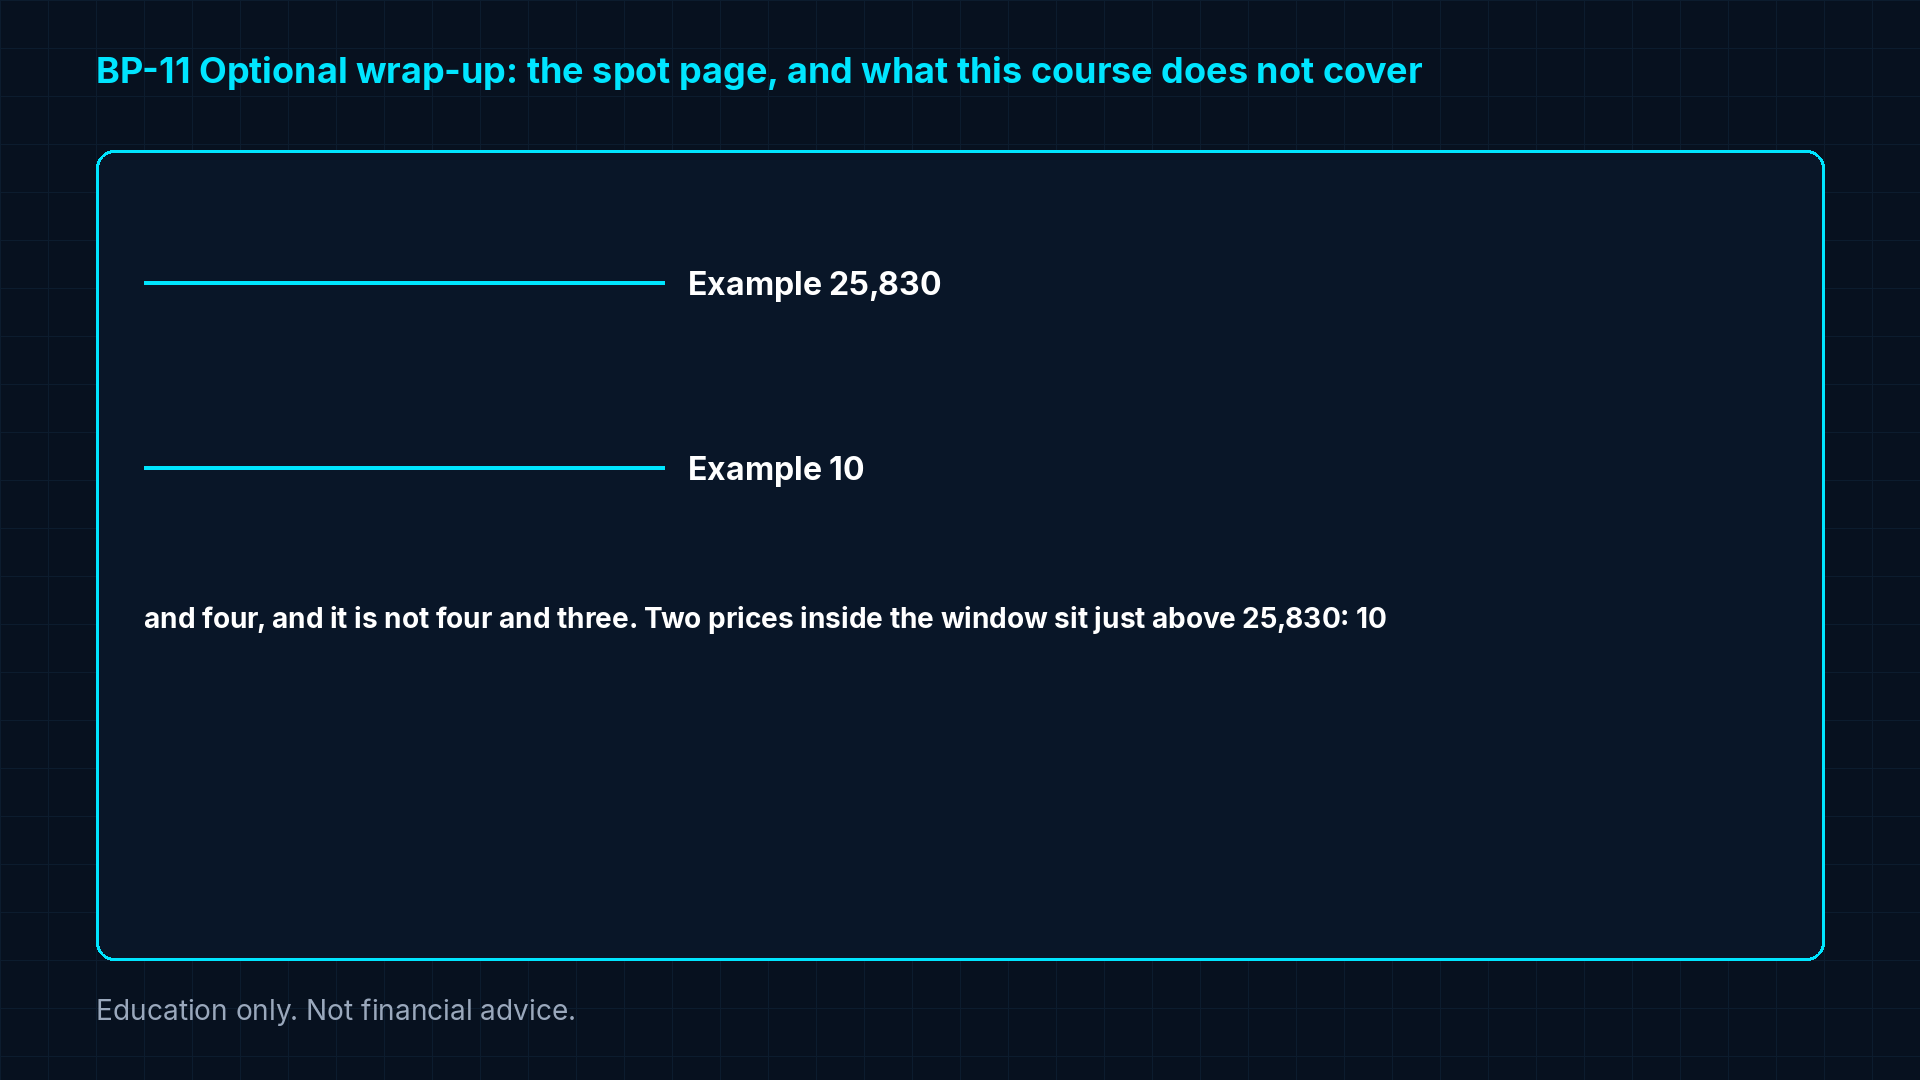 BP-11 Optional wrap-up: the spot page, and what this course does not cover
Example 25,830
Example 10
and four, and it is not four and three. Two prices inside the window sit just above 25,830: 10
Education only. Not financial advice.